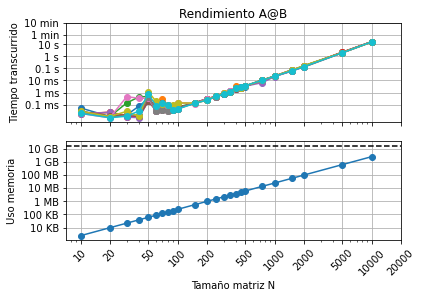 Rendimiento A@B
Tiempo transcurrido
10 min
1 min
10 s
1 s
0.1 s
1 ms
0.1 ms
Uso memoria
10 GB
1 GB
100 MB
10 MB
1 MB
100 KB
10 KB
10
20
50
100
200
500
1000
2000
5000
10000
20000
Tamaño matriz N